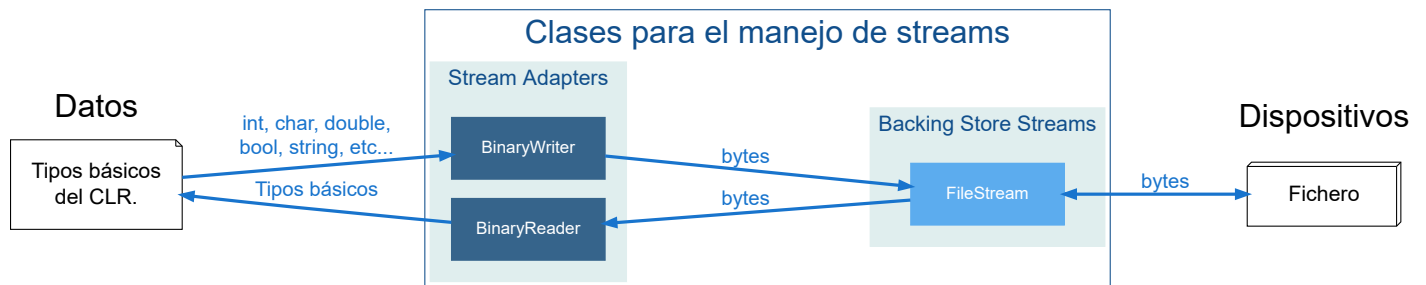 Clases para el manejo de streams
Stream Adapters
Datos
int, char, double,
bool, string, etc...
BinaryWriter
Backing Store Streams
Dispositivos
Tipos básicos
del CLR.
bytes
Tipos básicos
bytes
FileStream
bytes
Fichero
BinaryReader